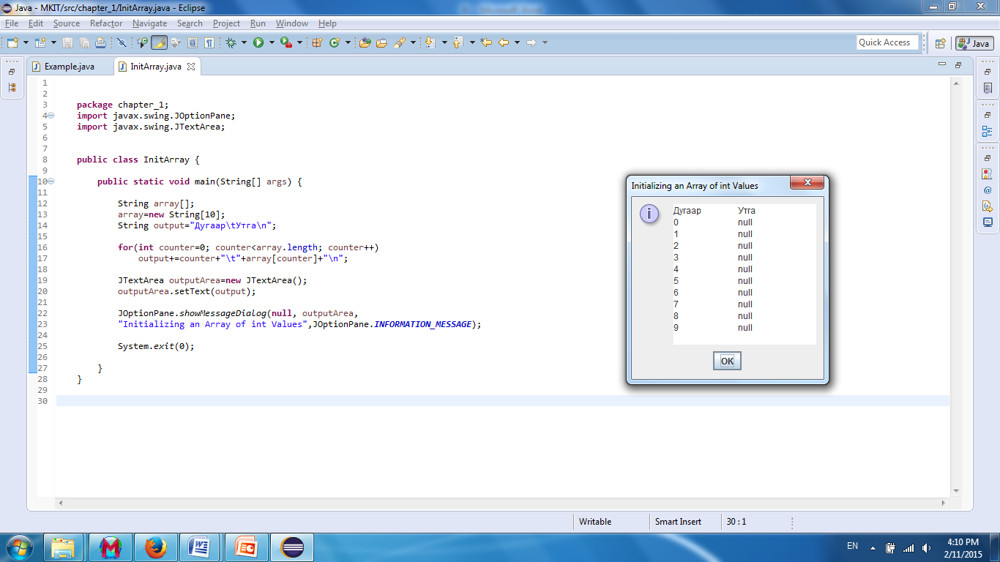 Java - MKIT/src/chapter_1/InitArray.java - Eclipse
File Edit Source Refactor Navigate Search Project Run Window Help
Quick Access
Java
Example.java
InitArray.java
1
2
3 package chapter_1;
4 import javax.swing.JOptionPane;
5 import javax.swing.JTextArea;
6
7
8 public class InitArray {
9
10 public static void main(String[] args) {
11
12 String array[];
13 array=new String[10];
14 String output="Дугаар\tУтга\n";
15
16 for(int counter=0; counter<array.length; counter++)
17 output+=counter+"\t"+array[counter]+"\n";
18
19 JTextArea outputArea=new JTextArea();
20 outputArea.setText(output);
21
22 JOptionPane.showMessageDialog(null, outputArea,
23 "Initializing an Array of int Values",JOptionPane.INFORMATION_MESSAGE);
24
25 System.exit(0);
26
27 }
28 }
29
30
Initializing an Array of int Values
Дугаар Утга
0 null
1 null
2 null
3 null
4 null
5 null
6 null
7 null
8 null
9 null
OK
Writable
Smart Insert
30 : 1
EN
4:10 PM
2/11/2015